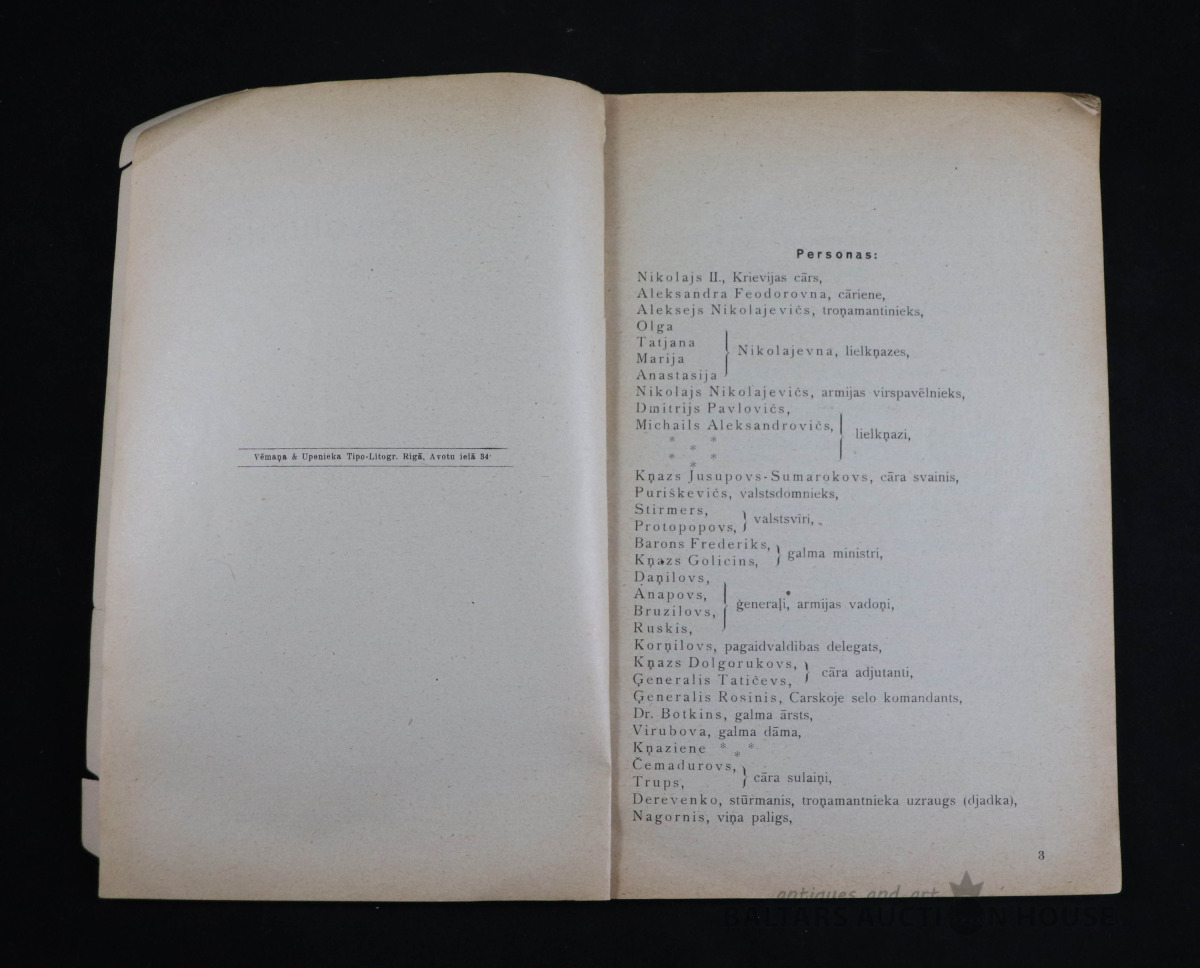 Vēmaņa & Upenieka Tipo-Litogr. Rīgā, Avotu ielā 34
Personas:
Nikolajs II., Krievijas cārs,
Aleksandra Feodorovna, cāriene,
Aleksejs Nikolajevičs, troņamantinieks,
Olga
Tatjana
Marija
Anastasija
Nikolajevna, lielkņazes,
Nikolajs Nikolajevičs, armijas virspavēlnieks,
Dmitrijs Pavlovičs,
Michails Aleksandrovičs,
* *
*
* *
*
lielkņazi,
Kņazs Jusupovs-Sumarokovs, cāra svainis,
Puriškevičs, valstsdomnieks,
Stirmers,
Protopopovs,
valstsvīri,
Barons Frederiks,
Kņazs Golicins,
galma ministri,
Daņilovs,
Anapovs,
Bruzilovs,
Ruskis,
ģeneraļi, armijas vadoņi,
Korņilovs, pagaidvaldibas delegats,
Kņazs Dolgorukovs,
Ģeneralis Tatičevs,
cāra adjutanti,
Ģeneralis Rosinis, Carskoje selo komandants,
Dr. Botkins, galma ārsts,
Virubova, galma dāma,
Kņaziene * * *
Čemadurovs,
Trups,
cāra sulaiņi,
Derevenko, stūrmanis, troņamantnieka uzraugs (djadka),
Nagornis, viņa paligs,
3
antiques and art
BALTARS AUCTION HOUSE